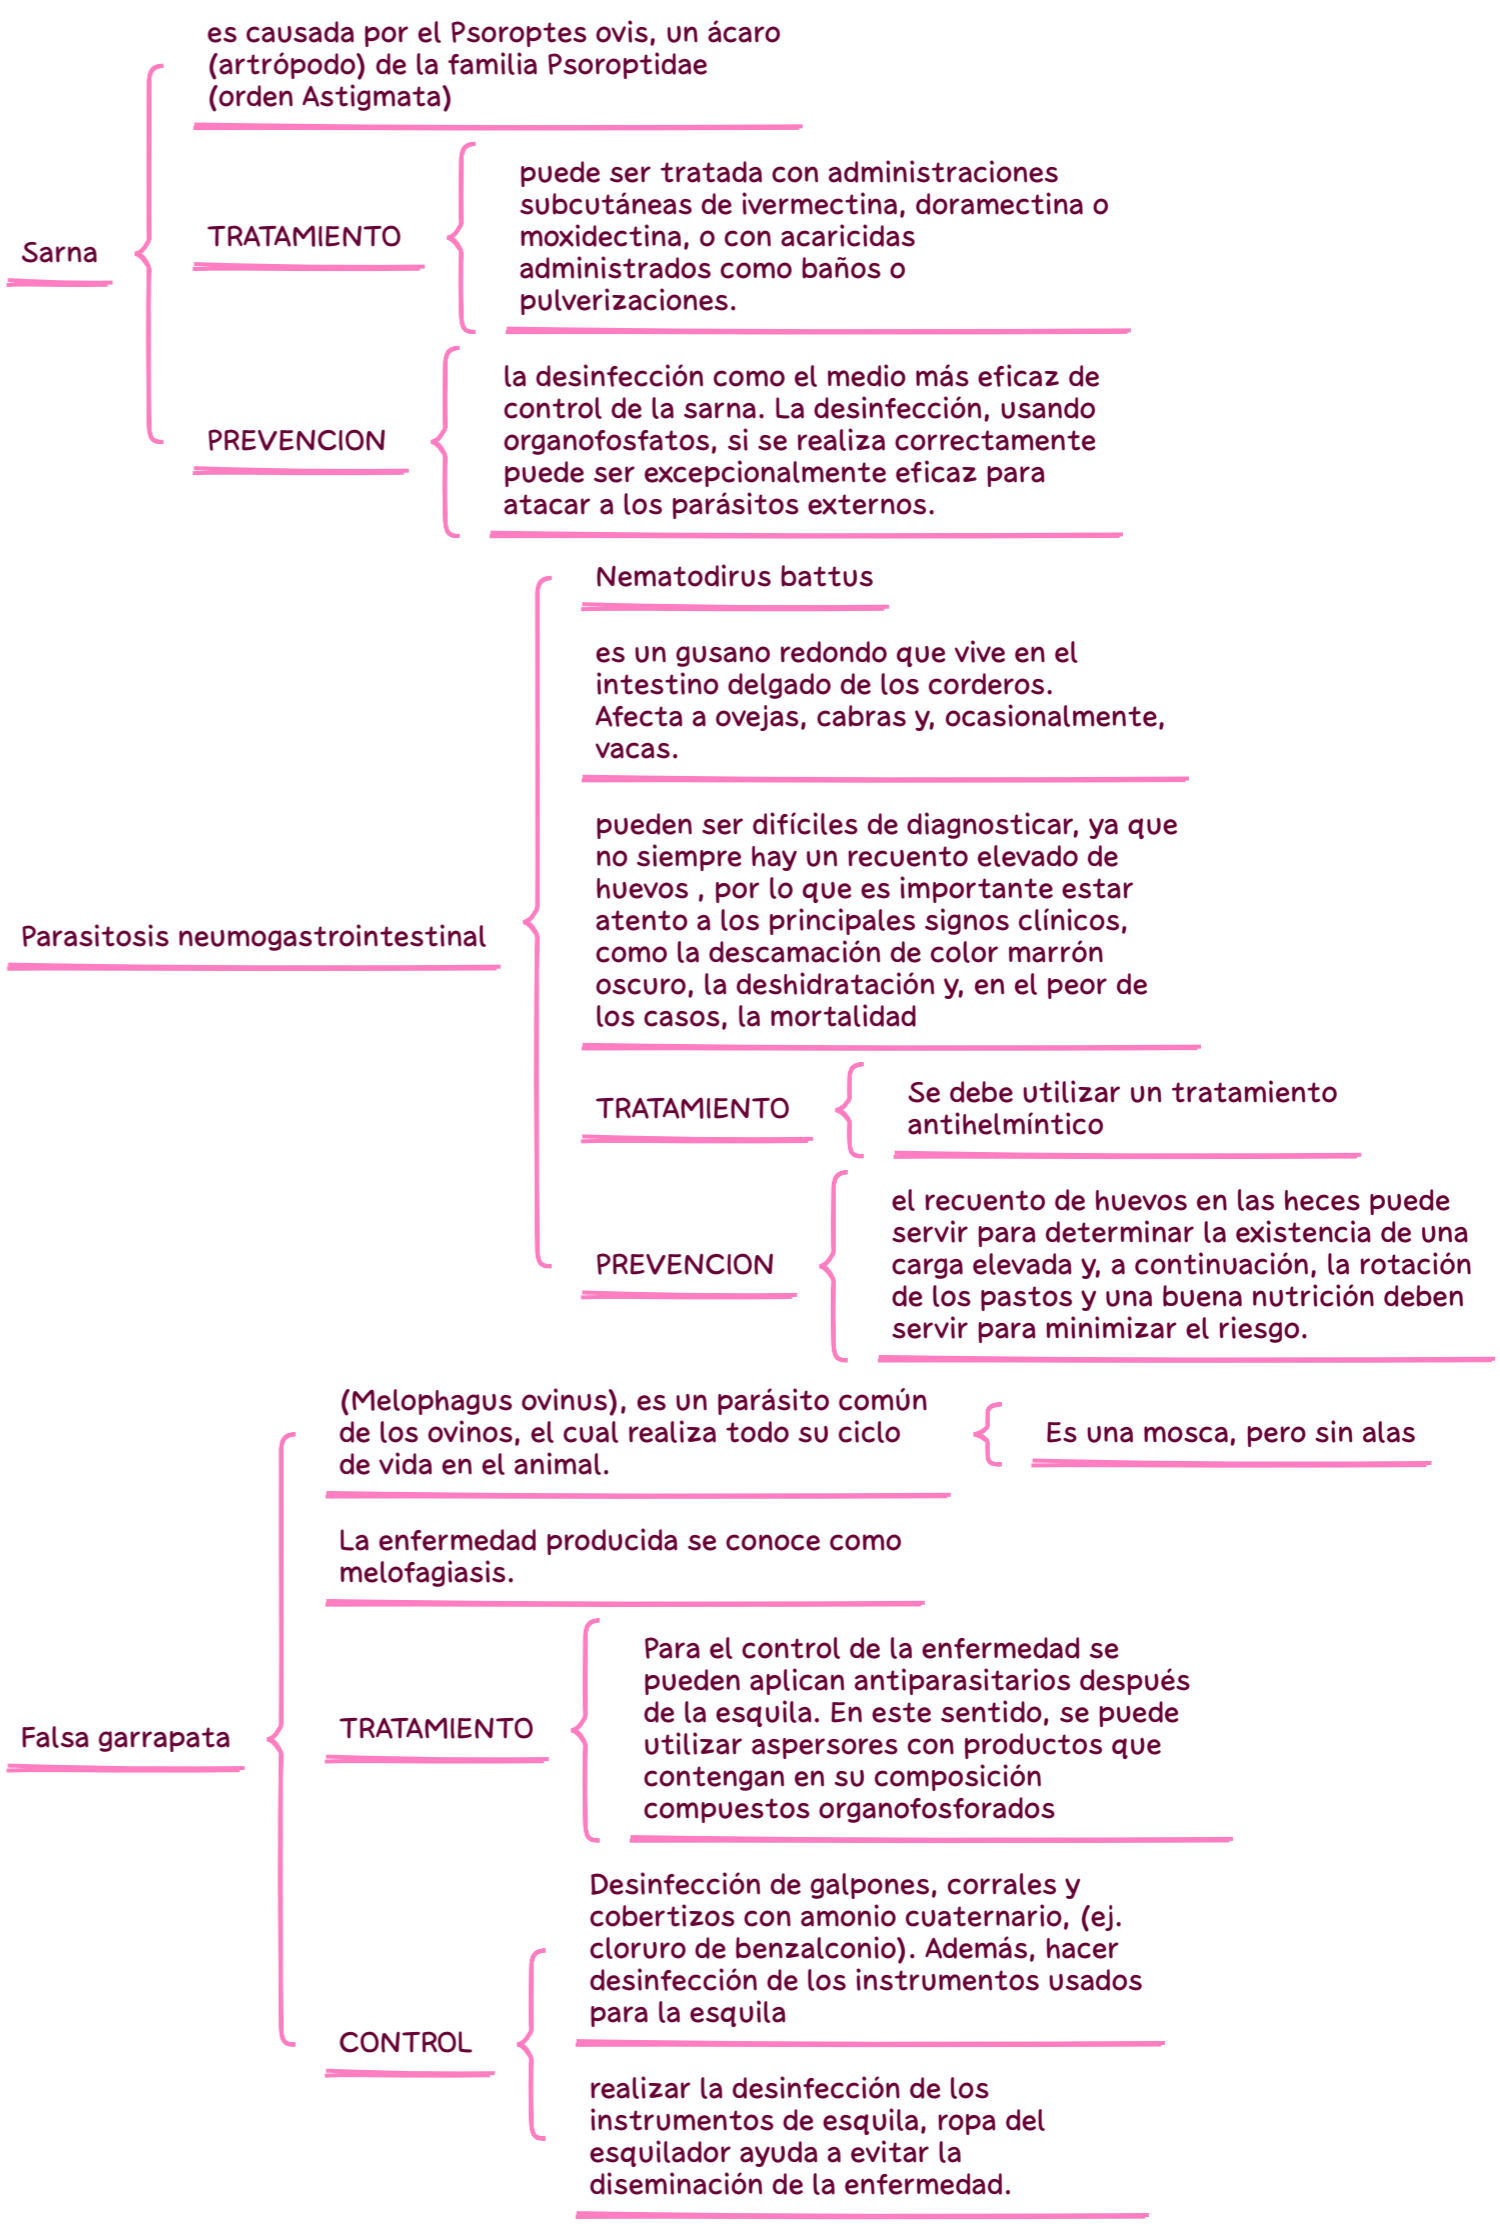 es causada por el Psoroptes ovis, un ácaro
(artrópodo) de la familia Psoroptidae
(orden Astigmata)
Sarna
TRATAMIENTO
puede ser tratada con administraciones
subcutáneas de ivermectina, doramectina o
moxidectina, o con acaricidas
administrados como baños o
pulverizaciones.
PREVENCION
la desinfección como el medio más eficaz de
control de la sarna. La desinfección, usando
organofosfatos, si se realiza correctamente
puede ser excepcionalmente eficaz para
atacar a los parásitos externos.
Parasitosis neumogastrointestinal
Nematodirus battus
es un gusano redondo que vive en el
intestino delgado de los corderos.
Afecta a ovejas, cabras y, ocasionalmente,
vacas.
pueden ser difíciles de diagnosticar, ya que
no siempre hay un recuento elevado de
huevos , por lo que es importante estar
atento a los principales signos clínicos,
como la descamación de color marrón
oscuro, la deshidratación y, en el peor de
los casos, la mortalidad
TRATAMIENTO
Se debe utilizar un tratamiento
antihelmíntico
PREVENCION
el recuento de huevos en las heces puede
servir para determinar la existencia de una
carga elevada y, a continuación, la rotación
de los pastos y una buena nutrición deben
servir para minimizar el riesgo.
Falsa garrapata
(Melophagus ovinus), es un parásito común
de los ovinos, el cual realiza todo su ciclo
de vida en el animal.
Es una mosca, pero sin alas
La enfermedad producida se conoce como
melofagiasis.
TRATAMIENTO
Para el control de la enfermedad se
pueden aplican antiparasitarios después
de la esquila. En este sentido, se puede
utilizar aspersores con productos que
contengan en su composición
compuestos organofosforados
CONTROL
Desinfección de galpones, corrales y
cobertizos con amonio cuaternario, (ej.
cloruro de benzalconio). Además, hacer
desinfección de los instrumentos usados
para la esquila
realizar la desinfección de los
instrumentos de esquila, ropa del
esquilador ayuda a evitar la
diseminación de la enfermedad.